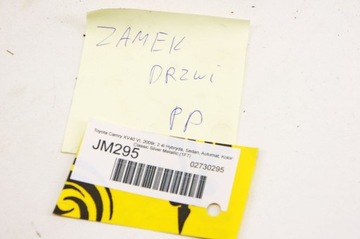 ZAMEK
DRZWI
PP
Toyota Camry XV40 VI, 2009r, 2.4i Hybryda, Sedan, Automat, Kolor
Classic Silver Metallic (1F7)
JM295
02730295